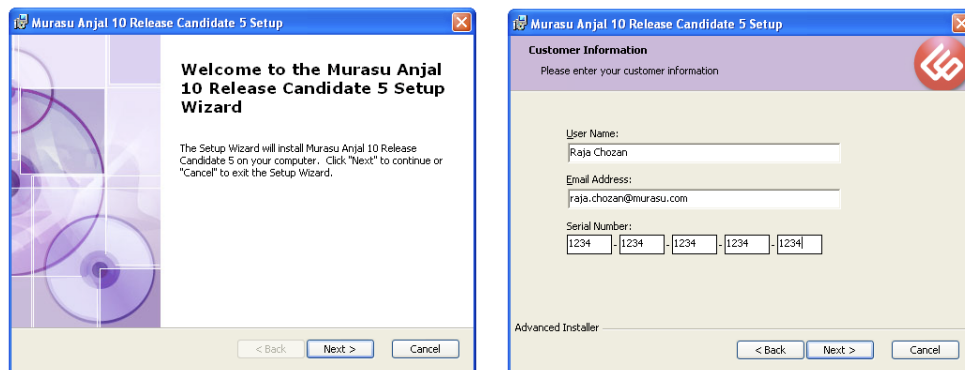 Murasu Anjal 10 Release Candidate 5 Setup
Welcome to the Murasu Anjal
10 Release Candidate 5 Setup
Wizard
The Setup Wizard will install Murasu Anjal 10 Release
Candidate 5 on your computer. Click "Next" to continue or
"Cancel" to exit the Setup Wizard.
< Back Next > Cancel
Murasu Anjal 10 Release Candidate 5 Setup
Customer Information
Please enter your customer information
User Name:
Raja Chozan
Email Address:
raja.chozan@murasu.com
Serial Number:
1234 - 1234 - 1234 - 1234 - 1234
Advanced Installer
< Back Next > Cancel